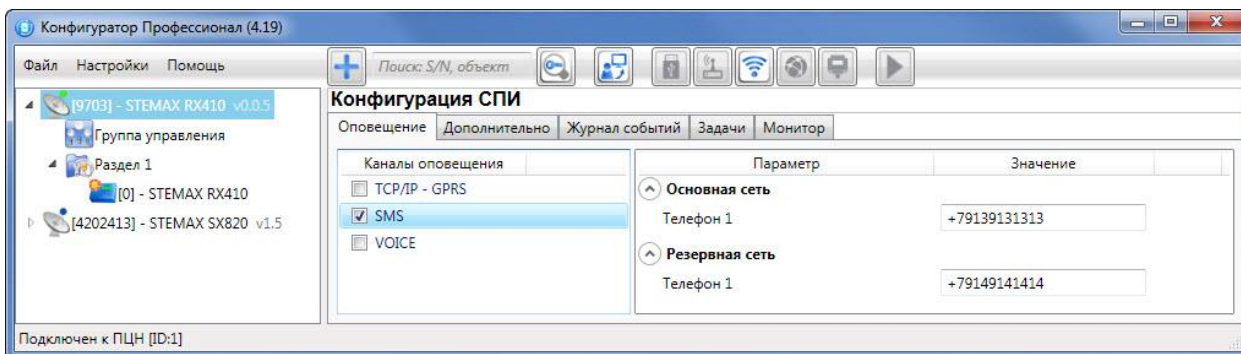 Конфигуратор Профессионал (4.19)
Файл Настройки Помощь
Поиск: S/N, объект
[9703] - STEMAX RX410 v0.0.5
Группа управления
Раздел 1
[0] - STEMAX RX410
[4202413] - STEMAX SX820 v1.5
Конфигурация СПИ
Оповещение Дополнительно Журнал событий Задачи Монитор
Каналы оповещения
TCP/IP - GPRS
SMS
VOICE
Параметр Значение
Основная сеть
Телефон 1 +79139131313
Резервная сеть
Телефон 1 +79149141414
Подключен к ПЦН [ID:1]